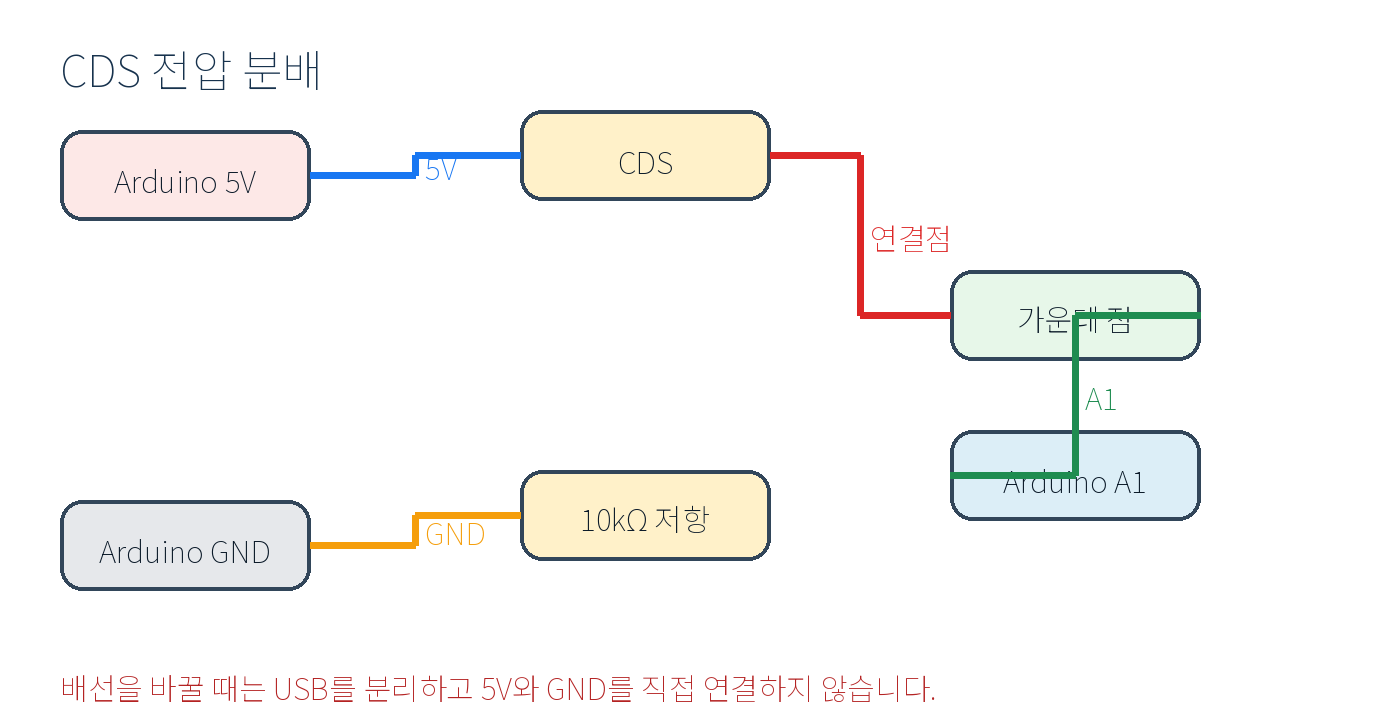 CDS 전압 분배
Arduino 5V
5V
CDS
연결점
가운데 점
A1
Arduino A1
10kΩ 저항
GND
Arduino GND
배선을 바꿀 때는 USB를 분리하고 5V와 GND를 직접 연결하지 않습니다.